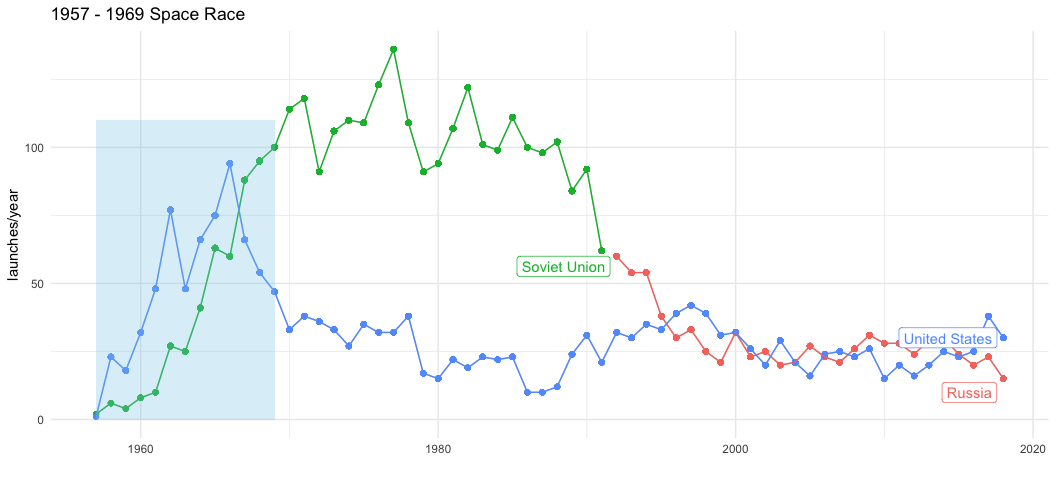 1957 - 1969 Space Race
launches/year
100
50
0
Soviet Union
United States
Russia
1960
1980
2000
2020